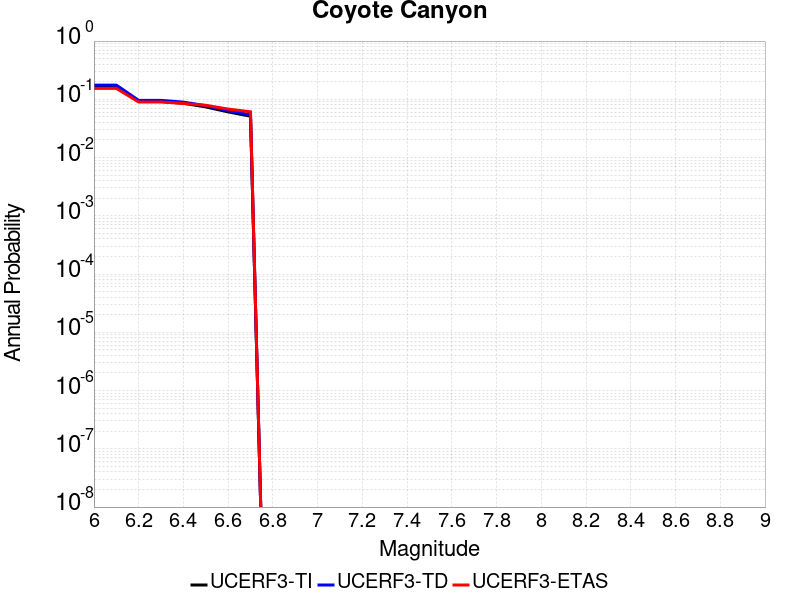 Coyote Canyon
Annual Probability
10^0
10^-1
10^-2
10^-3
10^-4
10^-5
10^-6
10^-7
10^-8
6 6.2 6.4 6.6 6.8 7 7.2 7.4 7.6 7.8 8 8.2 8.4 8.6 8.8 9
Magnitude
UCERF3-TI UCERF3-TD UCERF3-ETAS